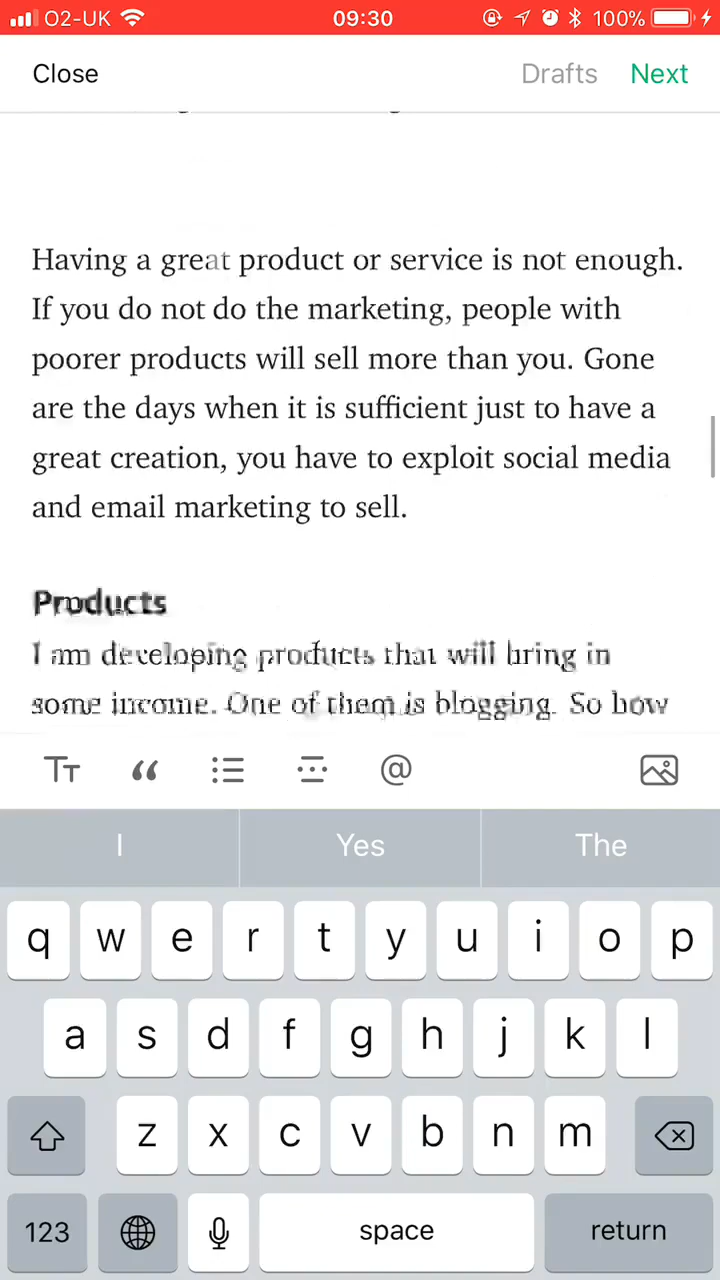 O2-UK 09:30 100%
Close Drafts Next
Having a great product or service is not enough.
If you do not do the marketing, people with
poorer products will sell more than you. Gone
are the days when it is sufficient just to have a
great creation, you have to exploit social media
and email marketing to sell.
Products
I am developing products that will bring in
some income. One of them is blogging. So how
TT “ @
I Yes The
q w e r t y u i o p
a s d f g h j k l
z x c v b n m
123 space return